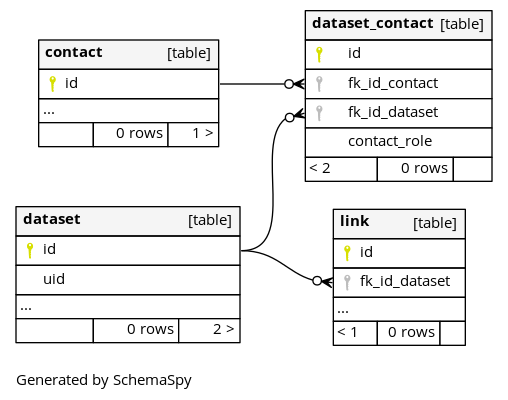 contact [table]
id
...
0 rows 1 >
dataset_contact [table]
id
fk_id_contact
fk_id_dataset
contact_role
< 2 0 rows
dataset [table]
id
uid
...
0 rows 2 >
link [table]
id
fk_id_dataset
...
< 1 0 rows
Generated by SchemaSpy